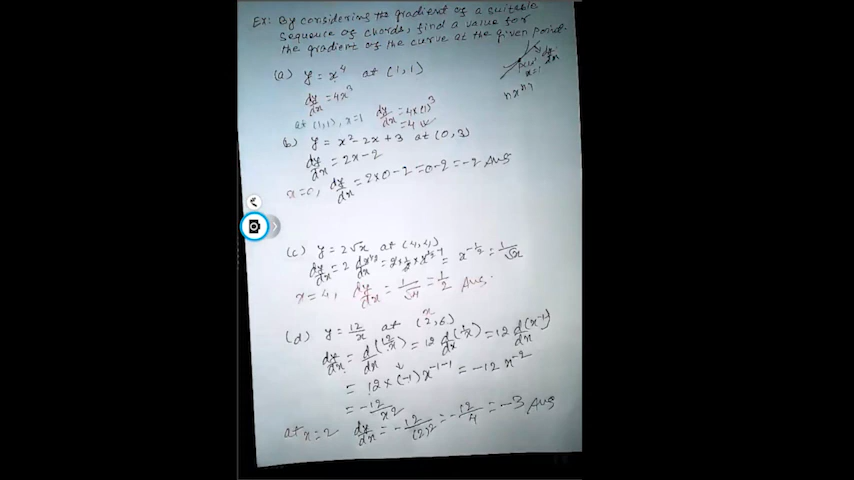 Ex: By considering the gradient of a suitable
sequence of chords, find a value for
the gradient of the curve at the given point.
(a) y = x⁴ at (1,1)
dy/dx = 4x³
at (1,1), x=1 dy/dx = 4×(1)³
= 4
(b) y = x² - 2x + 3 at (0,3)
dy/dx = 2x - 2
x=0, dy/dx = 2×0 - 2 = 0 - 2 = -2 Ans
(c) y = 2√x at (4,4)
dy/dx = 2 dx^½/dx = 2×½×x^(½-1) = x^(-½) = 1/√x
x=4, dy/dx = 1/√4 = 1/2 Ans.
(d) y = 12/x at (2,6)
dy/dx = d/dx (12/x) = 12 d/dx (1/x) = 12 d(x⁻¹)/dx
= 12 × (-1) x^(-1-1) = -12 x⁻²
= -12/x²
at x=2 dy/dx = -12/(2)² = -12/4 = -3 Ans